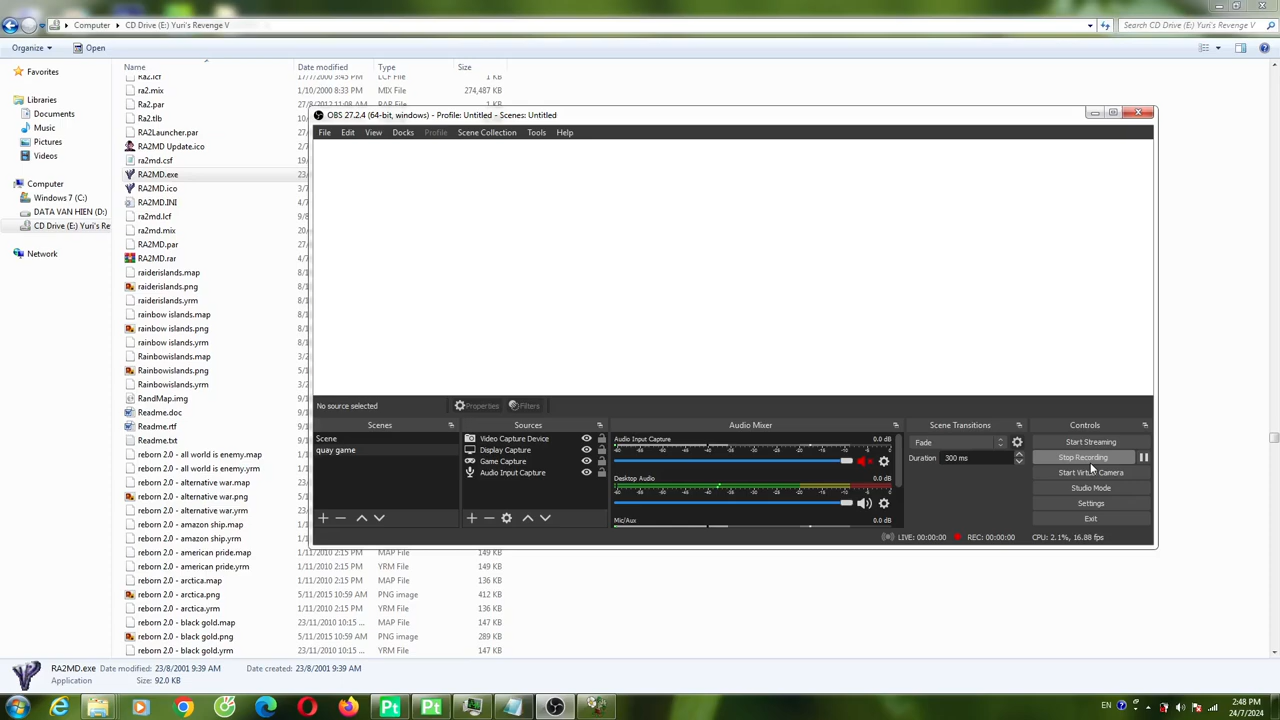 Computer
CD Drive (E:) Yuri's Revenge V
Search CD Drive (E:) Yuri's Revenge V
Organize
Open
Favorites
Libraries
Documents
Music
Pictures
Videos
Computer
Windows 7 (C:)
DATA VAN HIEN (D:)
CD Drive (E:) Yuri's Re
Network
Name Date modified Type Size
ra2.mix 1/10/2000 8:33 PM MIX File 274,487 KB
Ra2.par
Ra2.tlb
RA2Launcher.par
RA2MD Update.ico
ra2md.csf
RA2MD.exe
RA2MD.ico
RA2MD.INI
ra2md.lcf
ra2md.mix
RA2MD.par
RA2MD.rar
raiderislands.map
raiderislands.png
raiderislands.yrm
rainbow islands.map
rainbow islands.png
rainbow islands.yrm
Rainbowislands.map
Rainbowislands.png
Rainbowislands.yrm
RandMap.img
Readme.doc
Readme.rtf
Readme.txt
reborn 2.0 - all world is enemy.map
reborn 2.0 - all world is enemy.yrm
reborn 2.0 - alternative war.map
reborn 2.0 - alternative war.png
reborn 2.0 - alternative war.yrm
reborn 2.0 - amazon ship.map
reborn 2.0 - amazon ship.yrm
reborn 2.0 - american pride.map 1/11/2010 2:15 PM MAP File 149 KB
reborn 2.0 - american pride.yrm 1/11/2010 2:15 PM YRM File 149 KB
reborn 2.0 - arctica.map 1/11/2010 2:15 PM MAP File 136 KB
reborn 2.0 - arctica.png 5/11/2015 10:59 AM PNG image 412 KB
reborn 2.0 - arctica.yrm 1/11/2010 2:15 PM YRM File 136 KB
reborn 2.0 - black gold.map 23/11/2010 10:15 ... MAP File 147 KB
reborn 2.0 - black gold.png 5/11/2015 10:59 AM PNG image 289 KB
reborn 2.0 - black gold.yrm 23/11/2010 10:15 ... YRM File 147 KB
OBS 27.2.4 (64-bit, windows) - Profile: Untitled - Scenes: Untitled
File Edit View Docks Profile Scene Collection Tools Help
No source selected
Properties
Filters
Scenes
Scene
quay game
Sources
Video Capture Device
Display Capture
Game Capture
Audio Input Capture
Audio Mixer
Audio Input Capture 0.0 dB
Desktop Audio 0.0 dB
Mic/Aux 0.0 dB
Scene Transitions
Fade
Duration 300 ms
Controls
Start Streaming
Stop Recording
Start Virtual Camera
Studio Mode
Settings
Exit
LIVE: 00:00:00 REC: 00:00:00 CPU: 2.1%, 16.88 fps
RA2MD.exe Date modified: 23/8/2001 9:39 AM Date created: 23/8/2001 9:39 AM
Application Size: 92.0 KB
EN
2:48 PM
24/7/2024